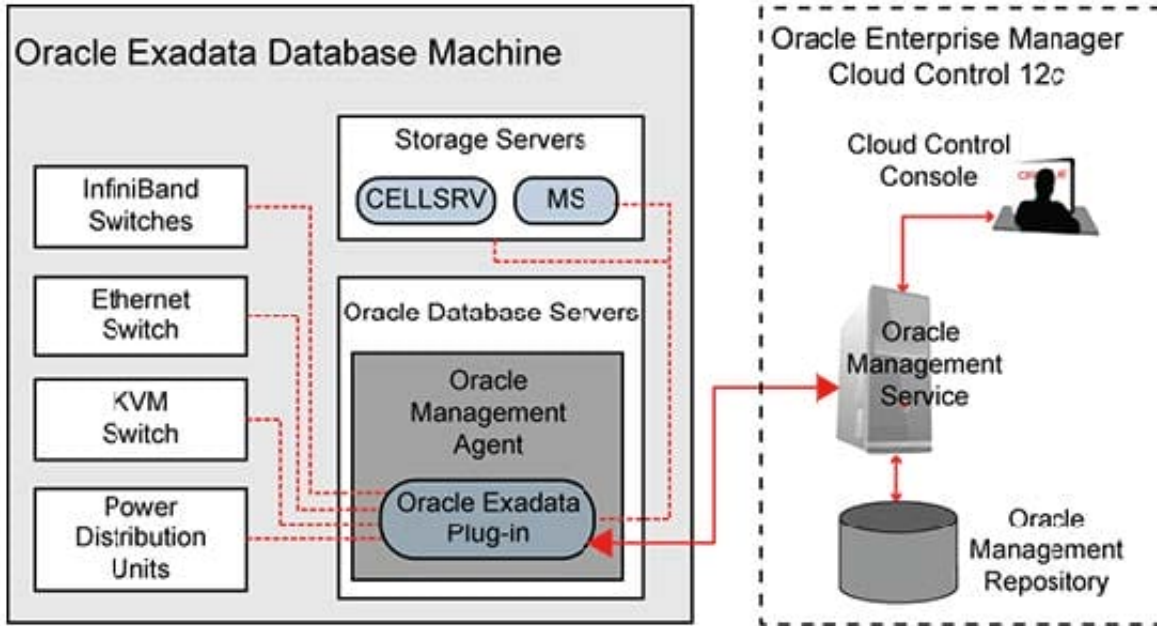 Oracle Exadata Database Machine
Storage Servers
CELLSRV
MS
InfiniBand
Switches
Ethernet
Switch
KVM
Switch
Power
Distribution
Units
Oracle Database Servers
Oracle
Management
Agent
Oracle Exadata
Plug-in
Oracle Enterprise Manager
Cloud Control 12c
Cloud Control
Console
Oracle
Management
Service
Oracle
Management
Repository